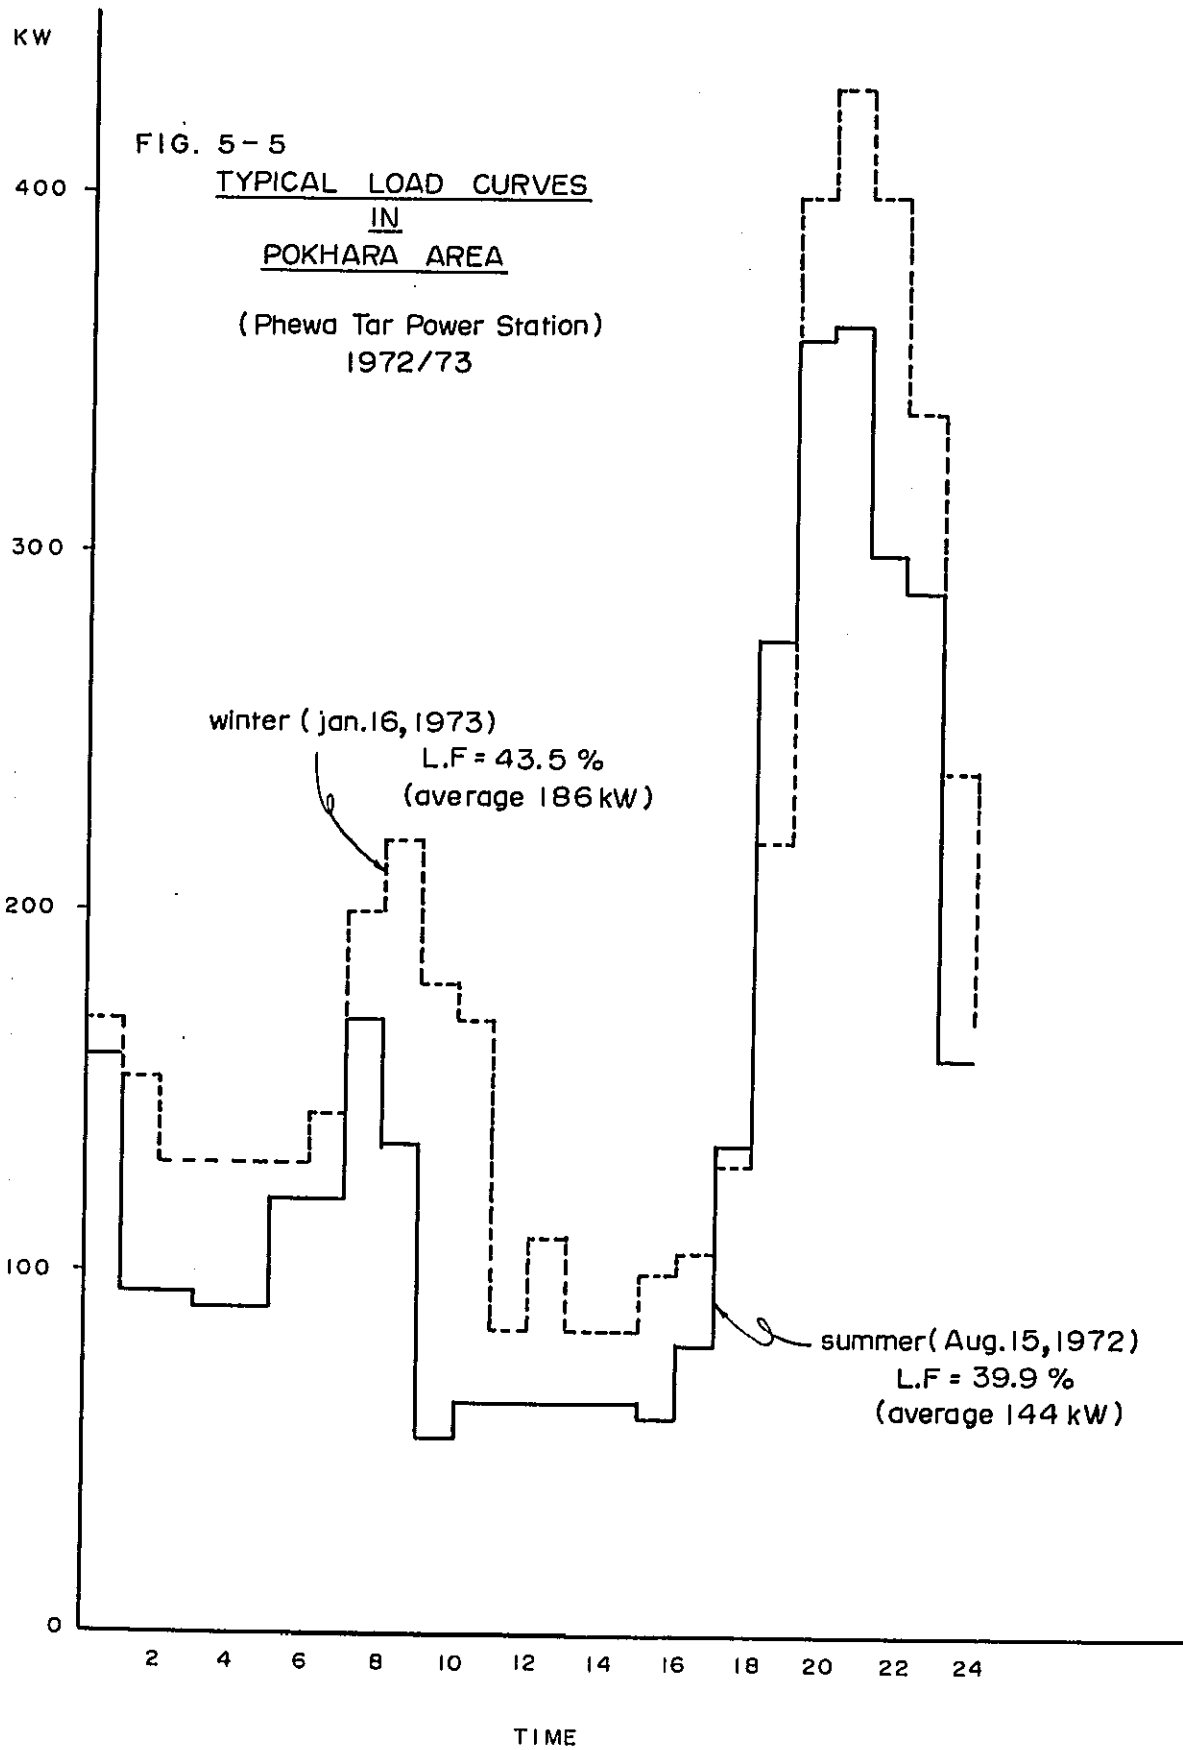 KW
FIG. 5-5
TYPICAL LOAD CURVES
IN
POKHARA AREA
(Phewa Tar Power Station)
1972/73
400
300
200
100
0
winter (jan.16,1973)
L.F = 43.5 %
(average 186 kW)
summer (Aug.15,1972)
L.F = 39.9 %
(average 144 kW)
2 4 6 8 10 12 14 16 18 20 22 24
TIME